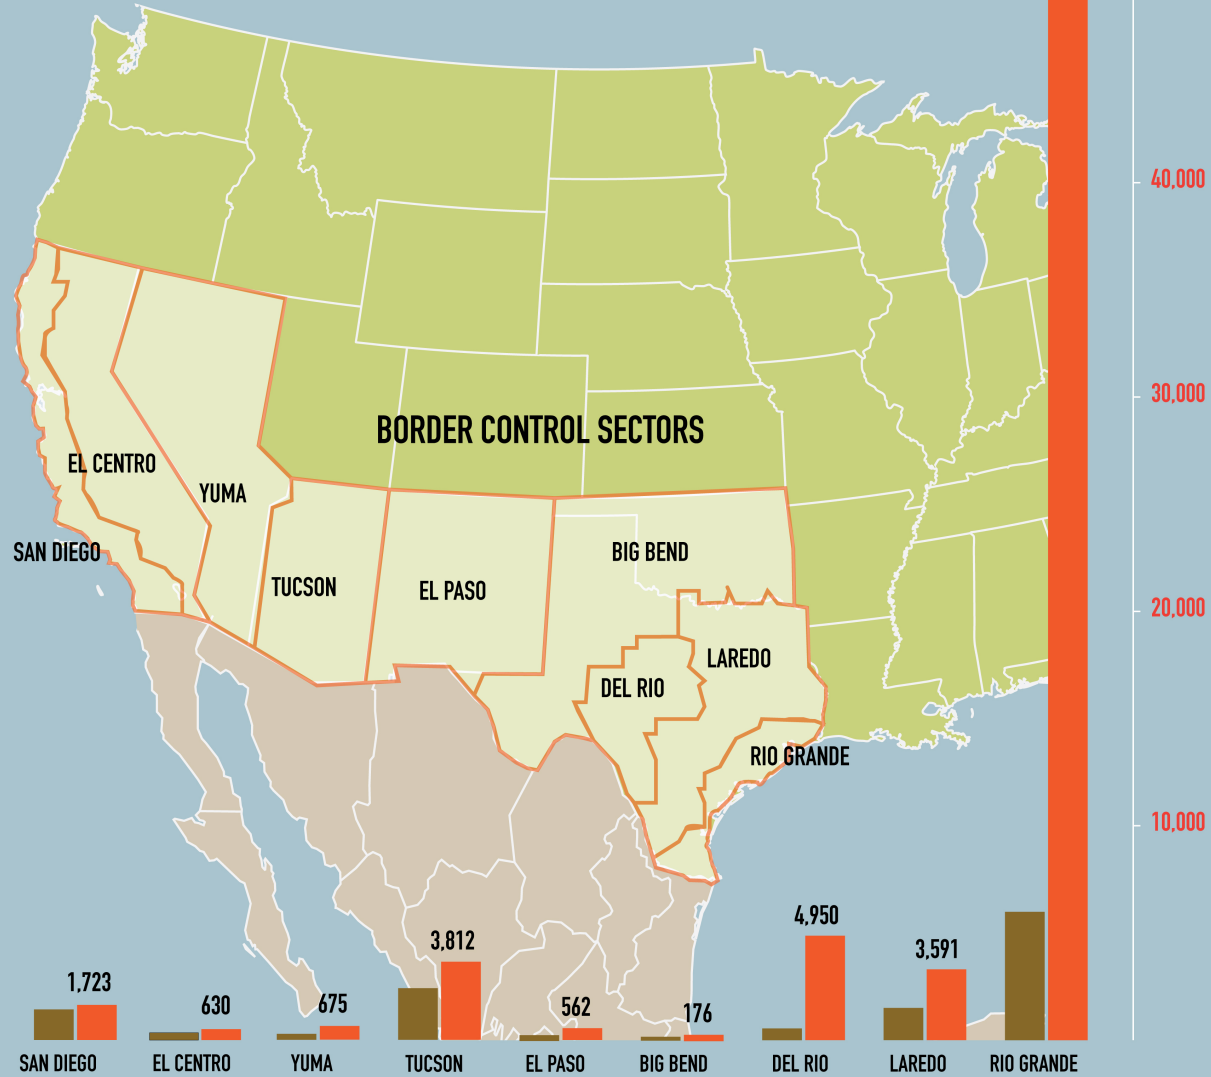 40,000
30,000
BORDER CONTROL SECTORS
EL CENTRO
YUMA
SAN DIEGO
BIG BEND
TUCSON
EL PASO
20,000
LAREDO
DEL RIO
RIO GRANDE
10,000
4,950
3,812
3,591
1,723
630
675
562
176
SAN DIEGO
EL CENTRO
YUMA
TUCSON
EL PASO
BIG BEND
DEL RIO
LAREDO
RIO GRANDE